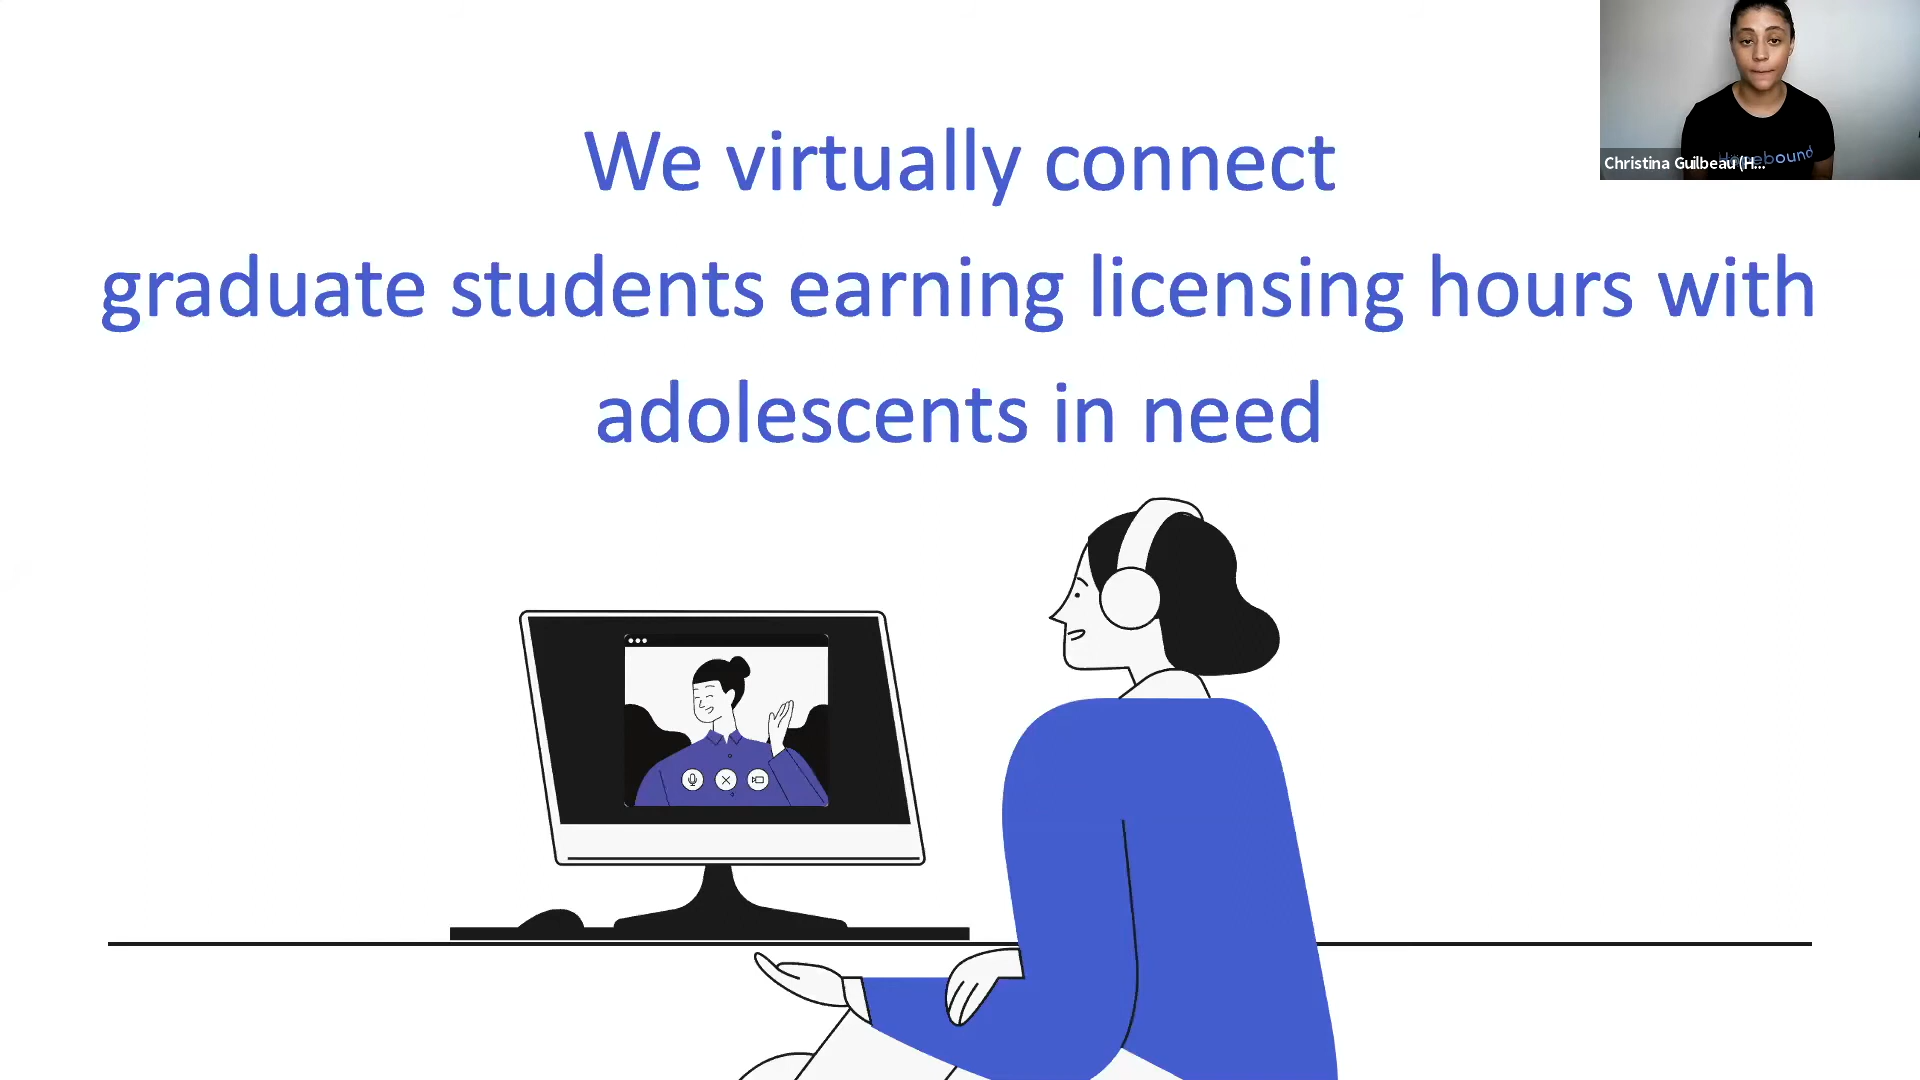 We virtually connect
graduate students earning licensing hours with
adolescents in need
Christina Guilbeau (H...